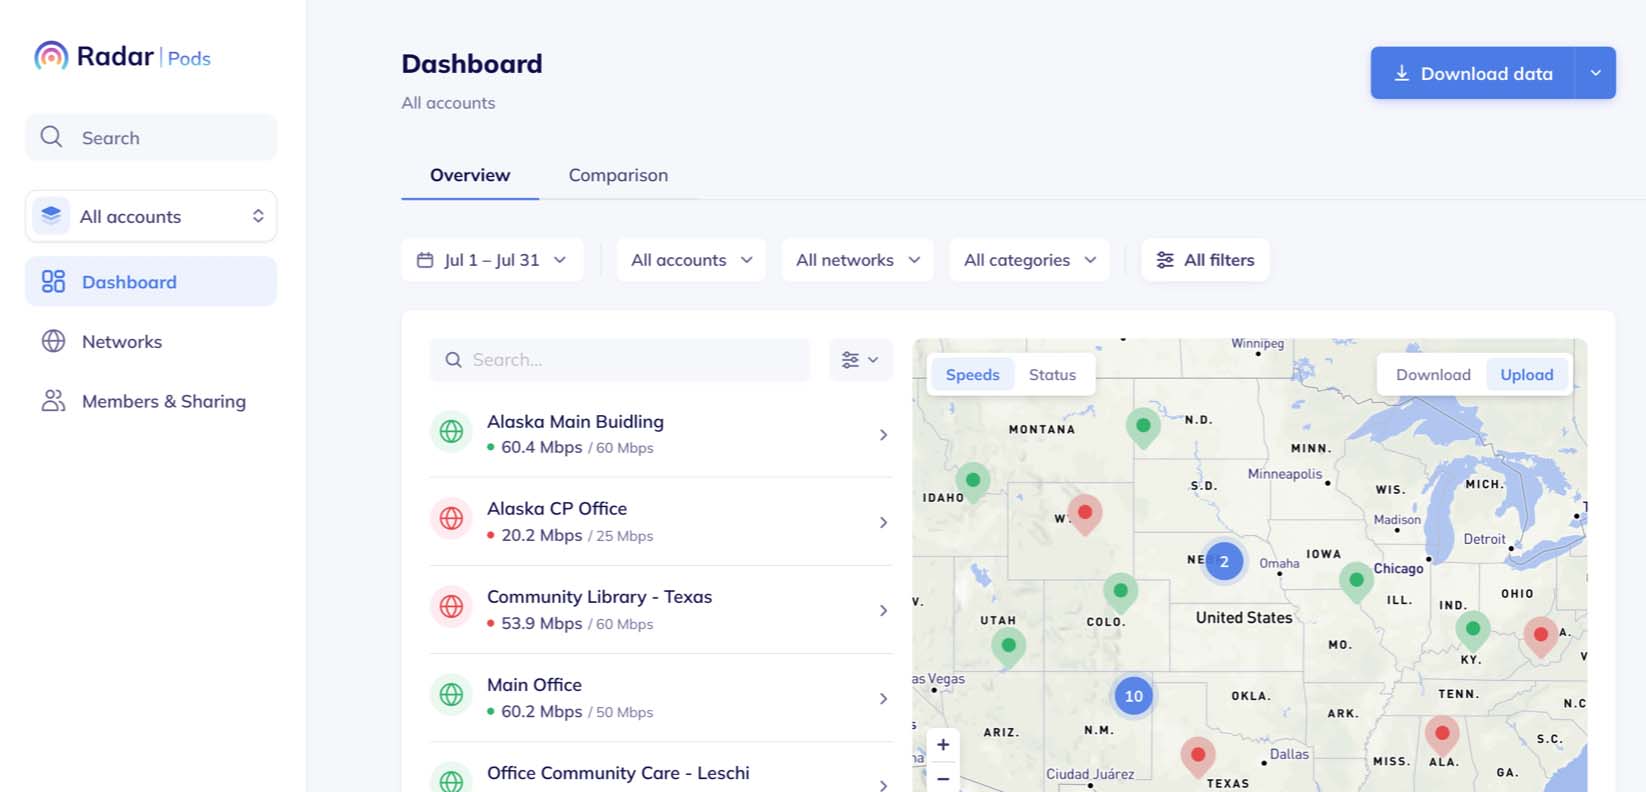 Radar | Pods
Search
All accounts
Dashboard
Networks
Members & Sharing
Dashboard
All accounts
Download data
Overview
Comparison
Jul 1 – Jul 31
All accounts
All networks
All categories
All filters
Search...
Alaska Main Buidling
60.4 Mbps / 60 Mbps
Alaska CP Office
20.2 Mbps / 25 Mbps
Community Library - Texas
53.9 Mbps / 60 Mbps
Main Office
60.2 Mbps / 50 Mbps
Office Community Care - Leschi
Speeds
Status
Download
Upload
Winnipeg
MONTANA
N.D.
MINN.
Minneapolis
IDAHO
S.D.
WIS.
MICH.
W
Madison
Detroit
NE
2
Omaha
IOWA
Chicago
V.
UTAH
COLO.
United States
ILL.
IND.
OHIO
MO.
KY.
A.
V
as Vegas
10
OKLA.
TENN.
ARIZ.
N.M.
ARK.
N.C
S.C.
+
Ciudad Juárez
Dallas
MISS.
ALA.
GA.
−
TEXAS